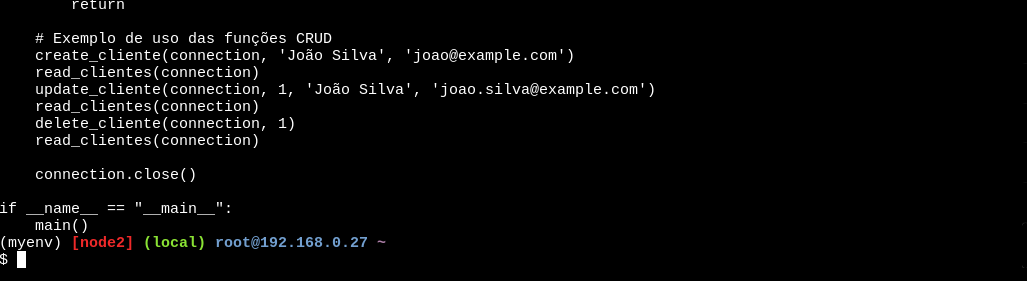 return

    # Exemplo de uso das funções CRUD
    create_cliente(connection, 'João Silva', 'joao@example.com')
    read_clientes(connection)
    update_cliente(connection, 1, 'João Silva', 'joao.silva@example.com')
    read_clientes(connection)
    delete_cliente(connection, 1)
    read_clientes(connection)

    connection.close()

if __name__ == "__main__":
    main()
(myenv) [node2] (local) root@192.168.0.27 ~
$